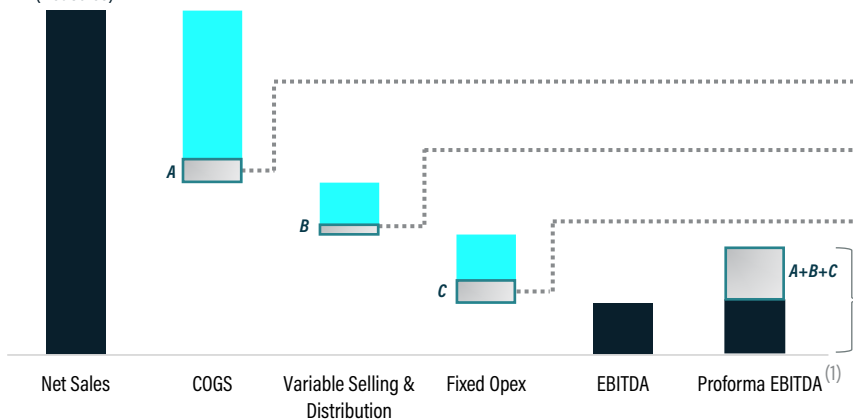 A
B
C
A+B+C
Net Sales
COGS
Variable Selling &
Distribution
Fixed Opex
EBITDA
Proforma EBITDA (1)